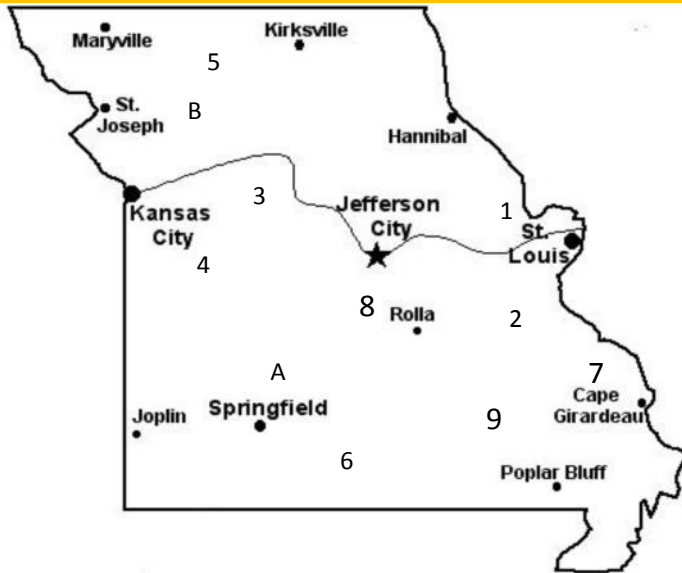 Maryville
Kirksville
5
St.
Joseph
B
Hannibal
3
Kansas
City
Jefferson
City
1
St.
Louis
4
8
Rolla
2
A
7
Cape
Girardeau
Joplin
Springfield
9
6
Poplar Bluff